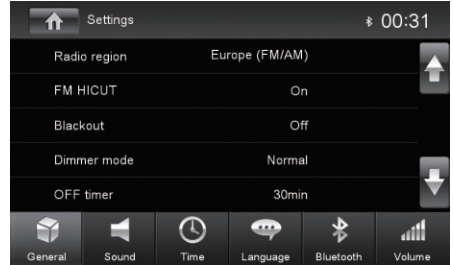 Settings 00:31
Radio region Europe (FM/AM)
FM HICUT On
Blackout Off
Dimmer mode Normal
OFF timer 30min
General Sound Time Language Bluetooth Volume